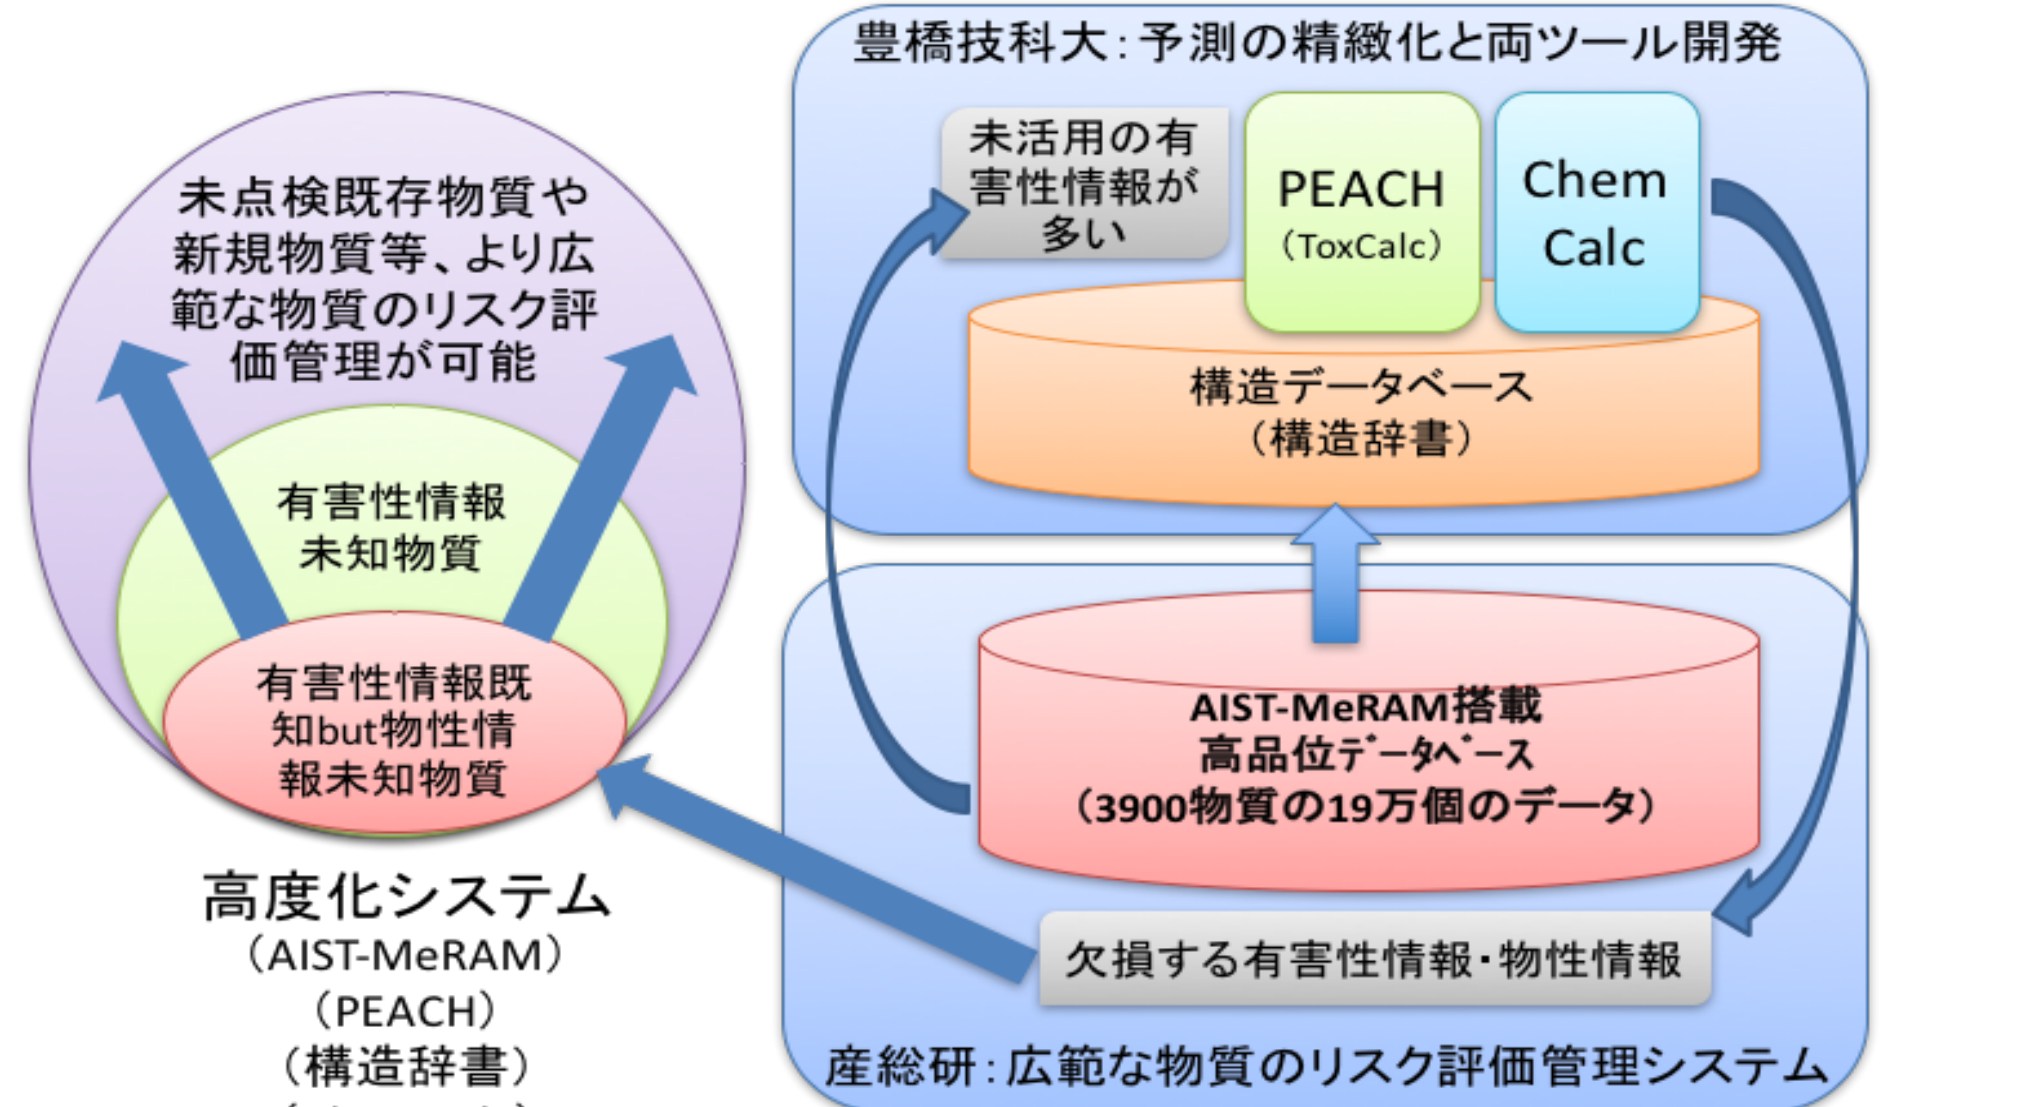 豊橋技科大：予測の精緻化と両ツール開発
未活用の有
害性情報が
多い
PEACH
（ToxCalc）
Chem
Calc
構造データベース
（構造辞書）
未点検既存物質や
新規物質等、より広
範な物質のリスク評
価管理が可能
有害性情報
未知物質
有害性情報既
知but物性情
報未知物質
高度化システム
（AIST-MeRAM）
（PEACH）
（構造辞書）
AIST-MeRAM搭載
高品位ﾃﾞｰﾀﾍﾞｰｽ
（3900物質の19万個のデータ）
欠損する有害性情報・物性情報
産総研：広範な物質のリスク評価管理システム